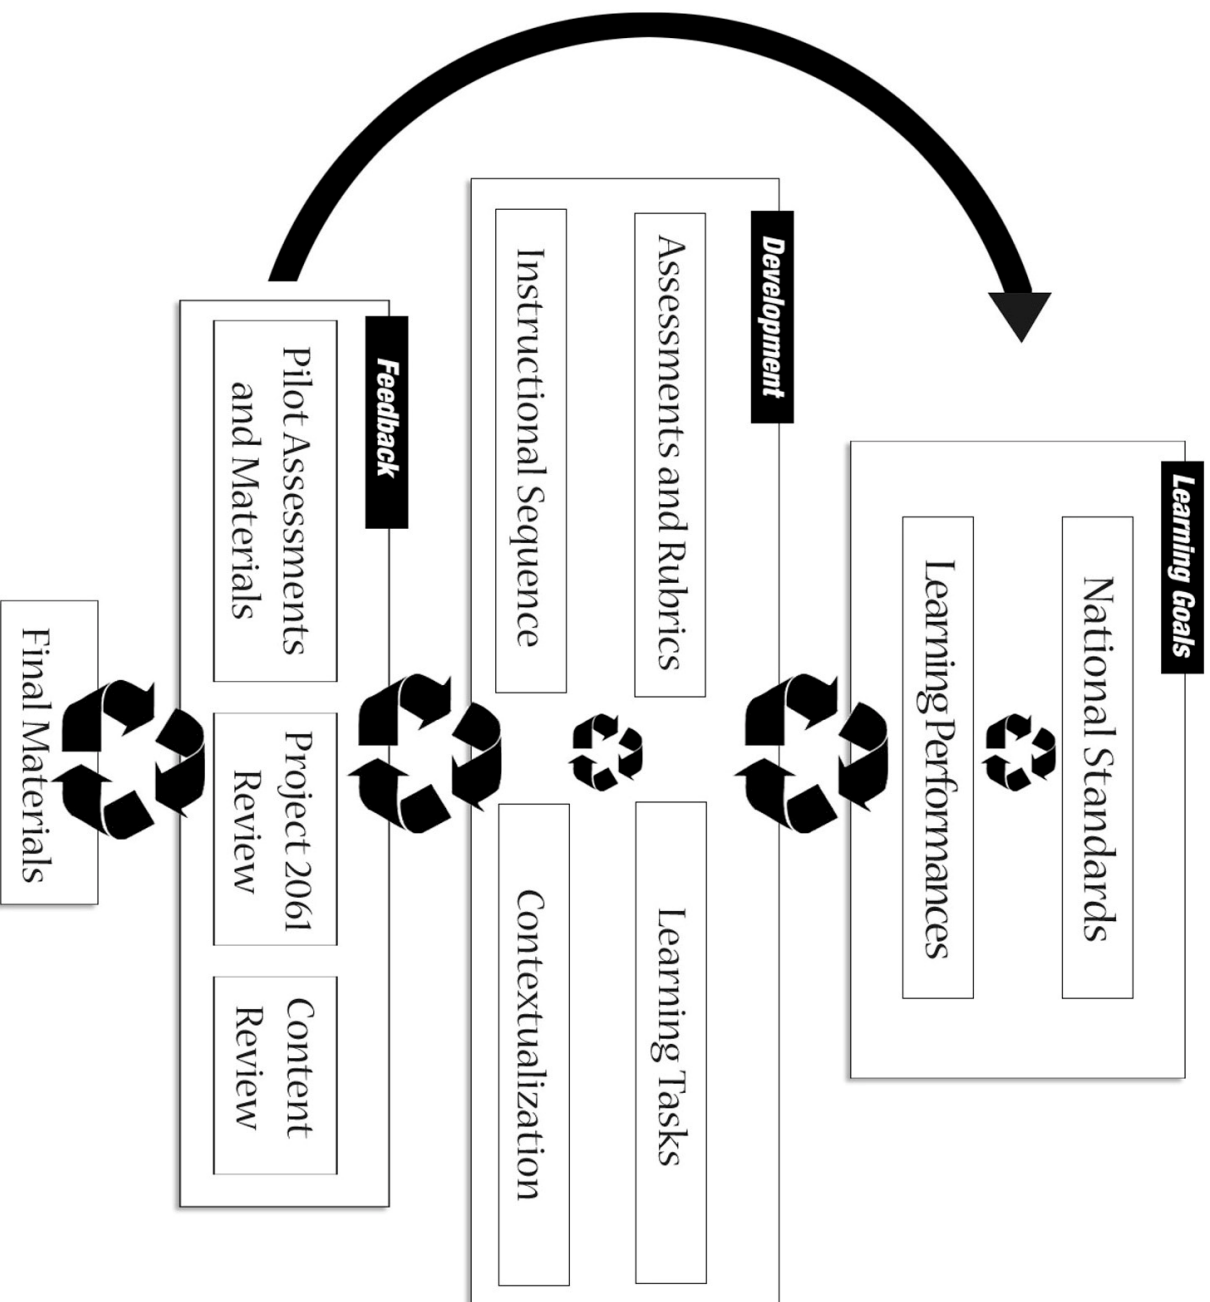 Learning Goals
National Standards
Learning Performances
Development
Assessments and Rubrics
Learning Tasks
Instructional Sequence
Contextualization
Feedback
Pilot Assessments
and Materials
Project 2061
Review
Content
Review
Final Materials